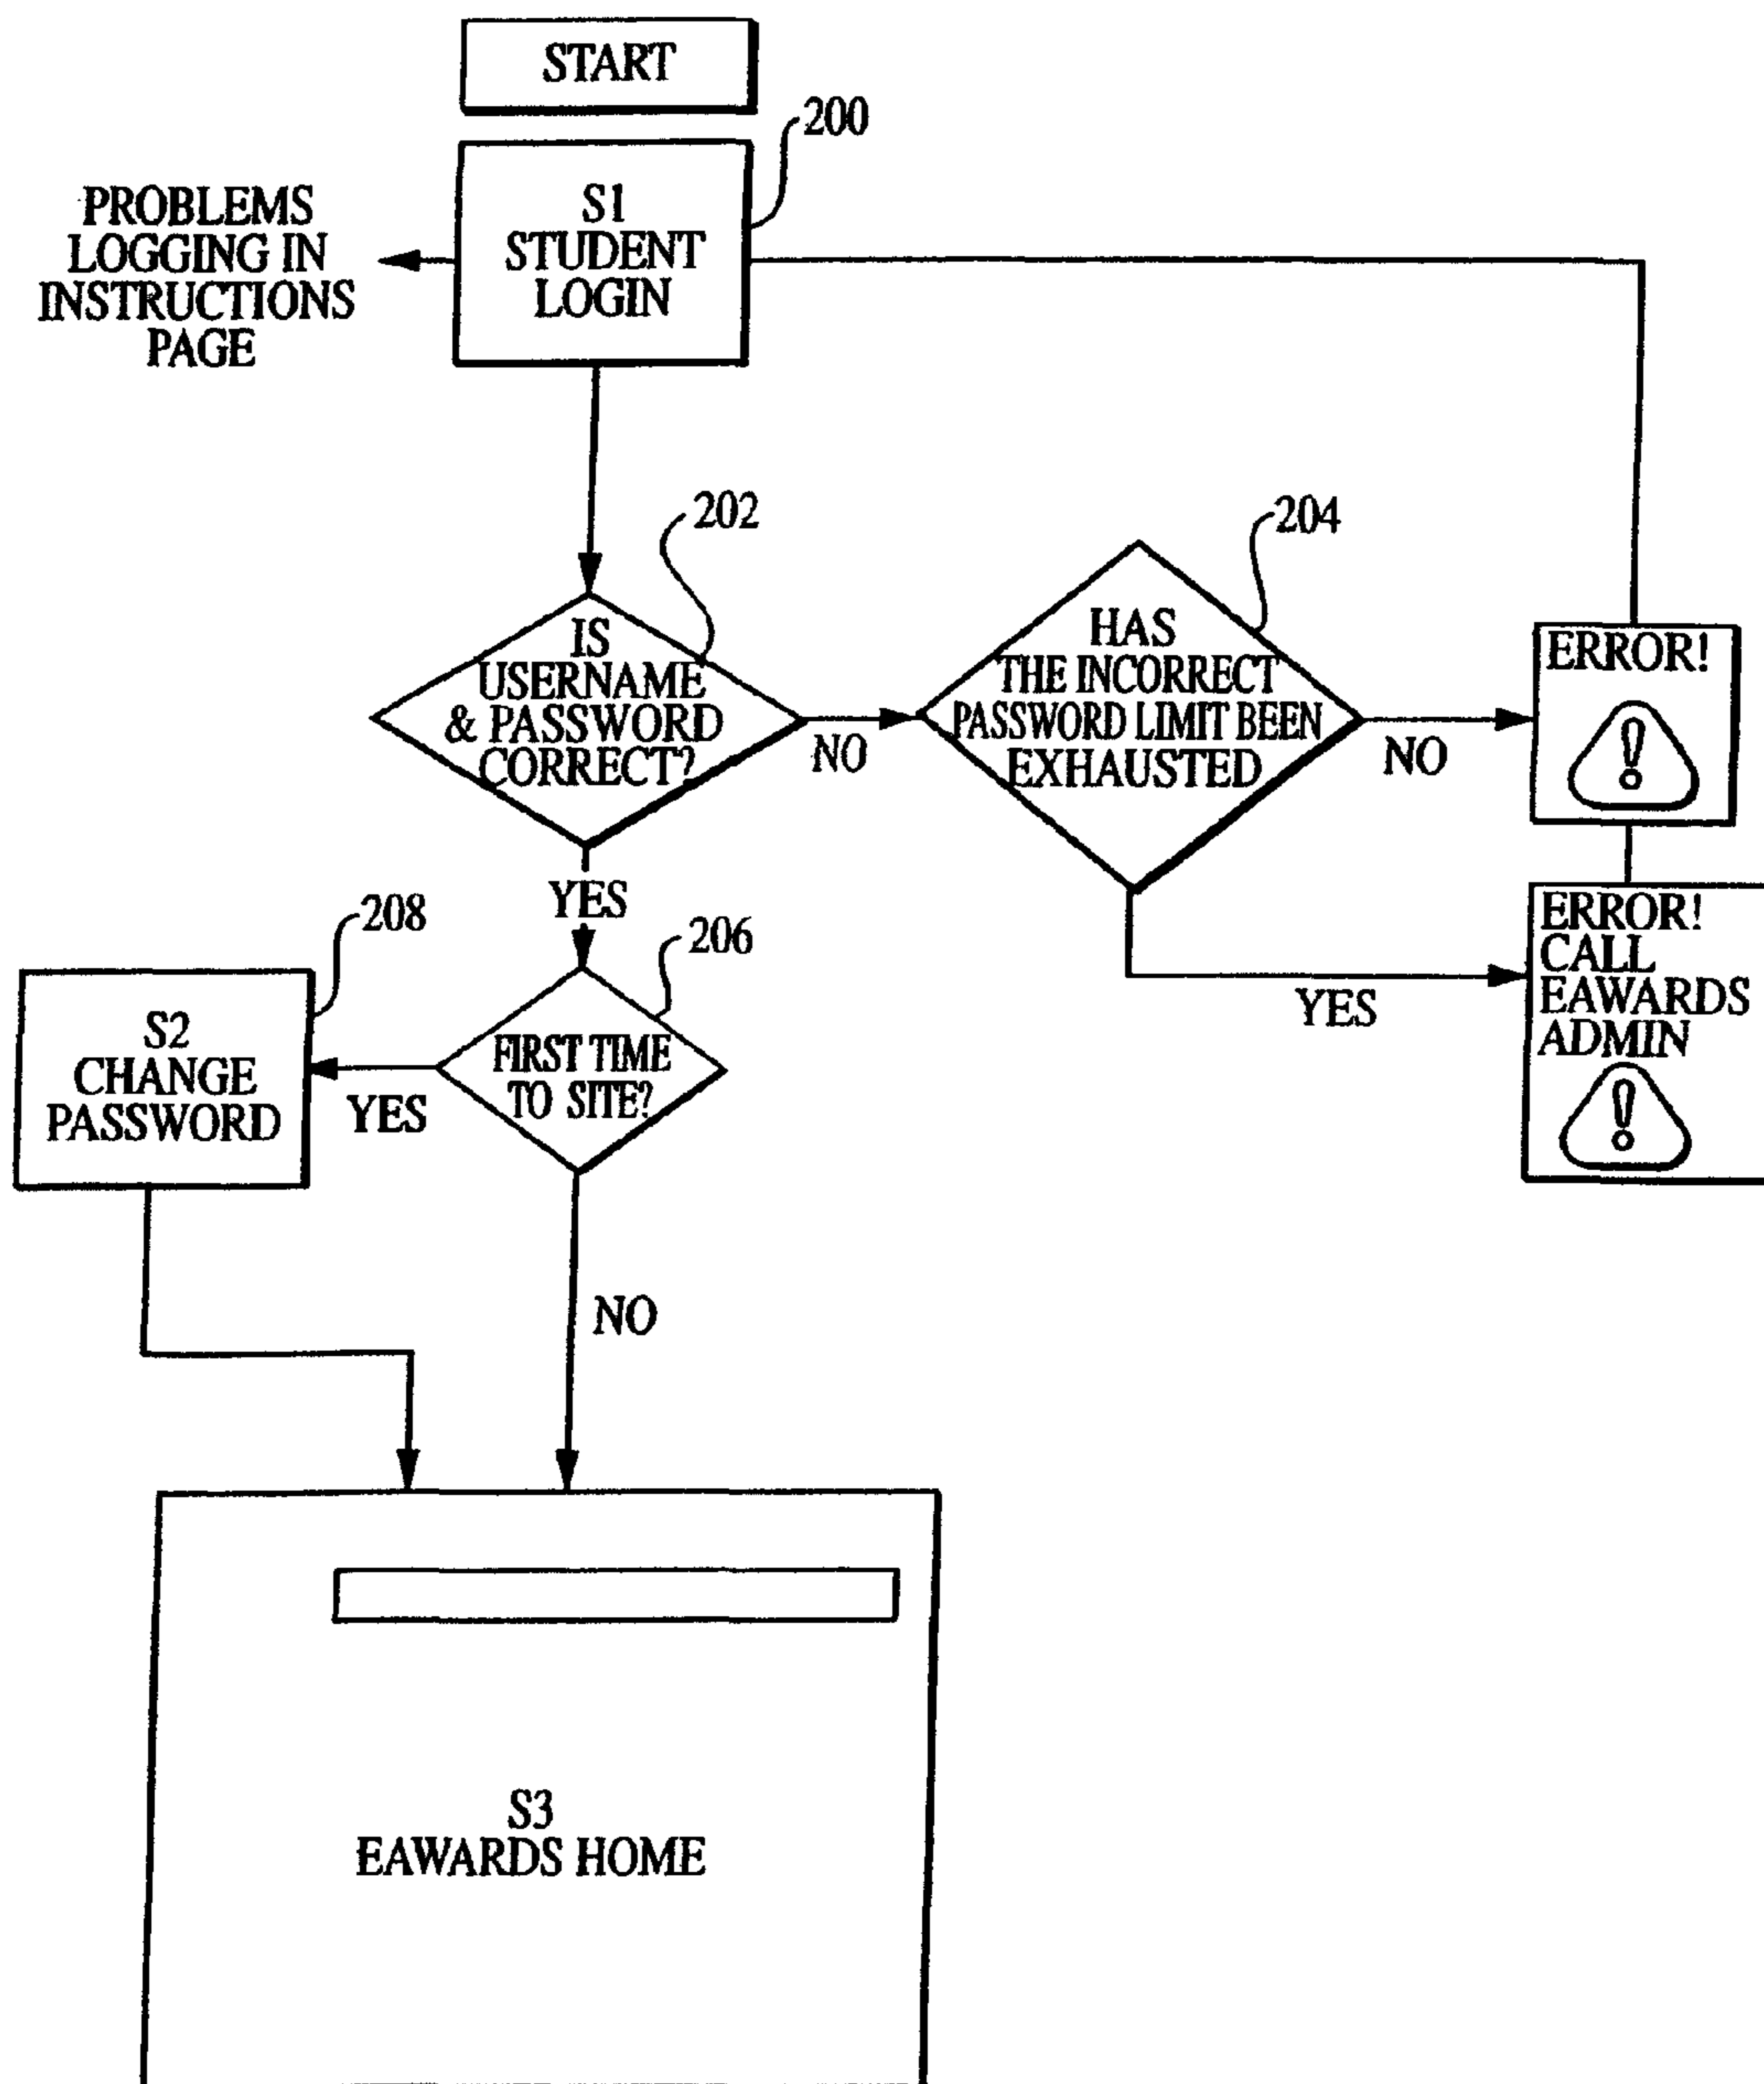 START
200
S1
STUDENT
LOGIN
PROBLEMS
LOGGING IN
INSTRUCTIONS
PAGE
202
IS
USERNAME
& PASSWORD
CORRECT?
NO
204
HAS
THE INCORRECT
PASSWORD LIMIT BEEN
EXHAUSTED
NO
ERROR!
!
YES
YES
ERROR!
CALL
EAWARDS
ADMIN
!
206
FIRST TIME
TO SITE?
YES
208
S2
CHANGE
PASSWORD
NO
S3
EAWARDS HOME